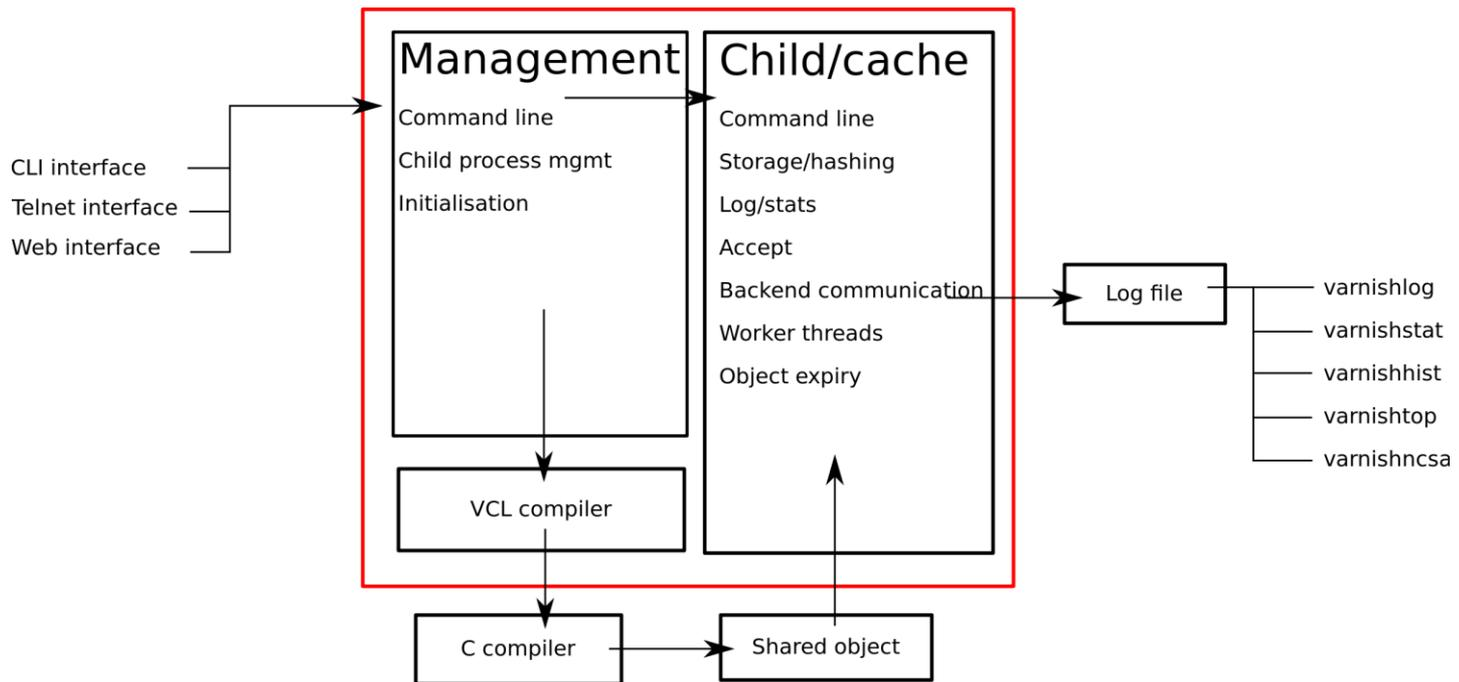 Management
Command line
Child process mgmt
Initialisation
Child/cache
Command line
Storage/hashing
Log/stats
Accept
Backend communication
Worker threads
Object expiry
CLI interface
Telnet interface
Web interface
Log file
varnishlog
varnishstat
varnishhist
varnishtop
varnishncsa
VCL compiler
C compiler
Shared object